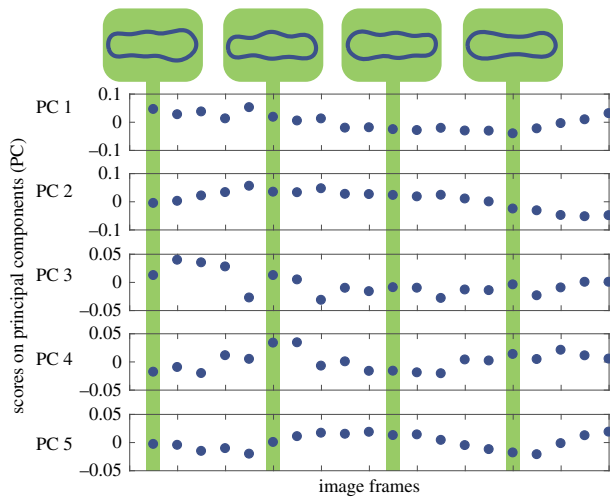 scores on principal components (PC)
PC 1
0.1
0
–0.1
PC 2
0.1
0
–0.1
PC 3
0.05
0
–0.05
PC 4
0.05
0
–0.05
PC 5
0.05
0
–0.05
image frames